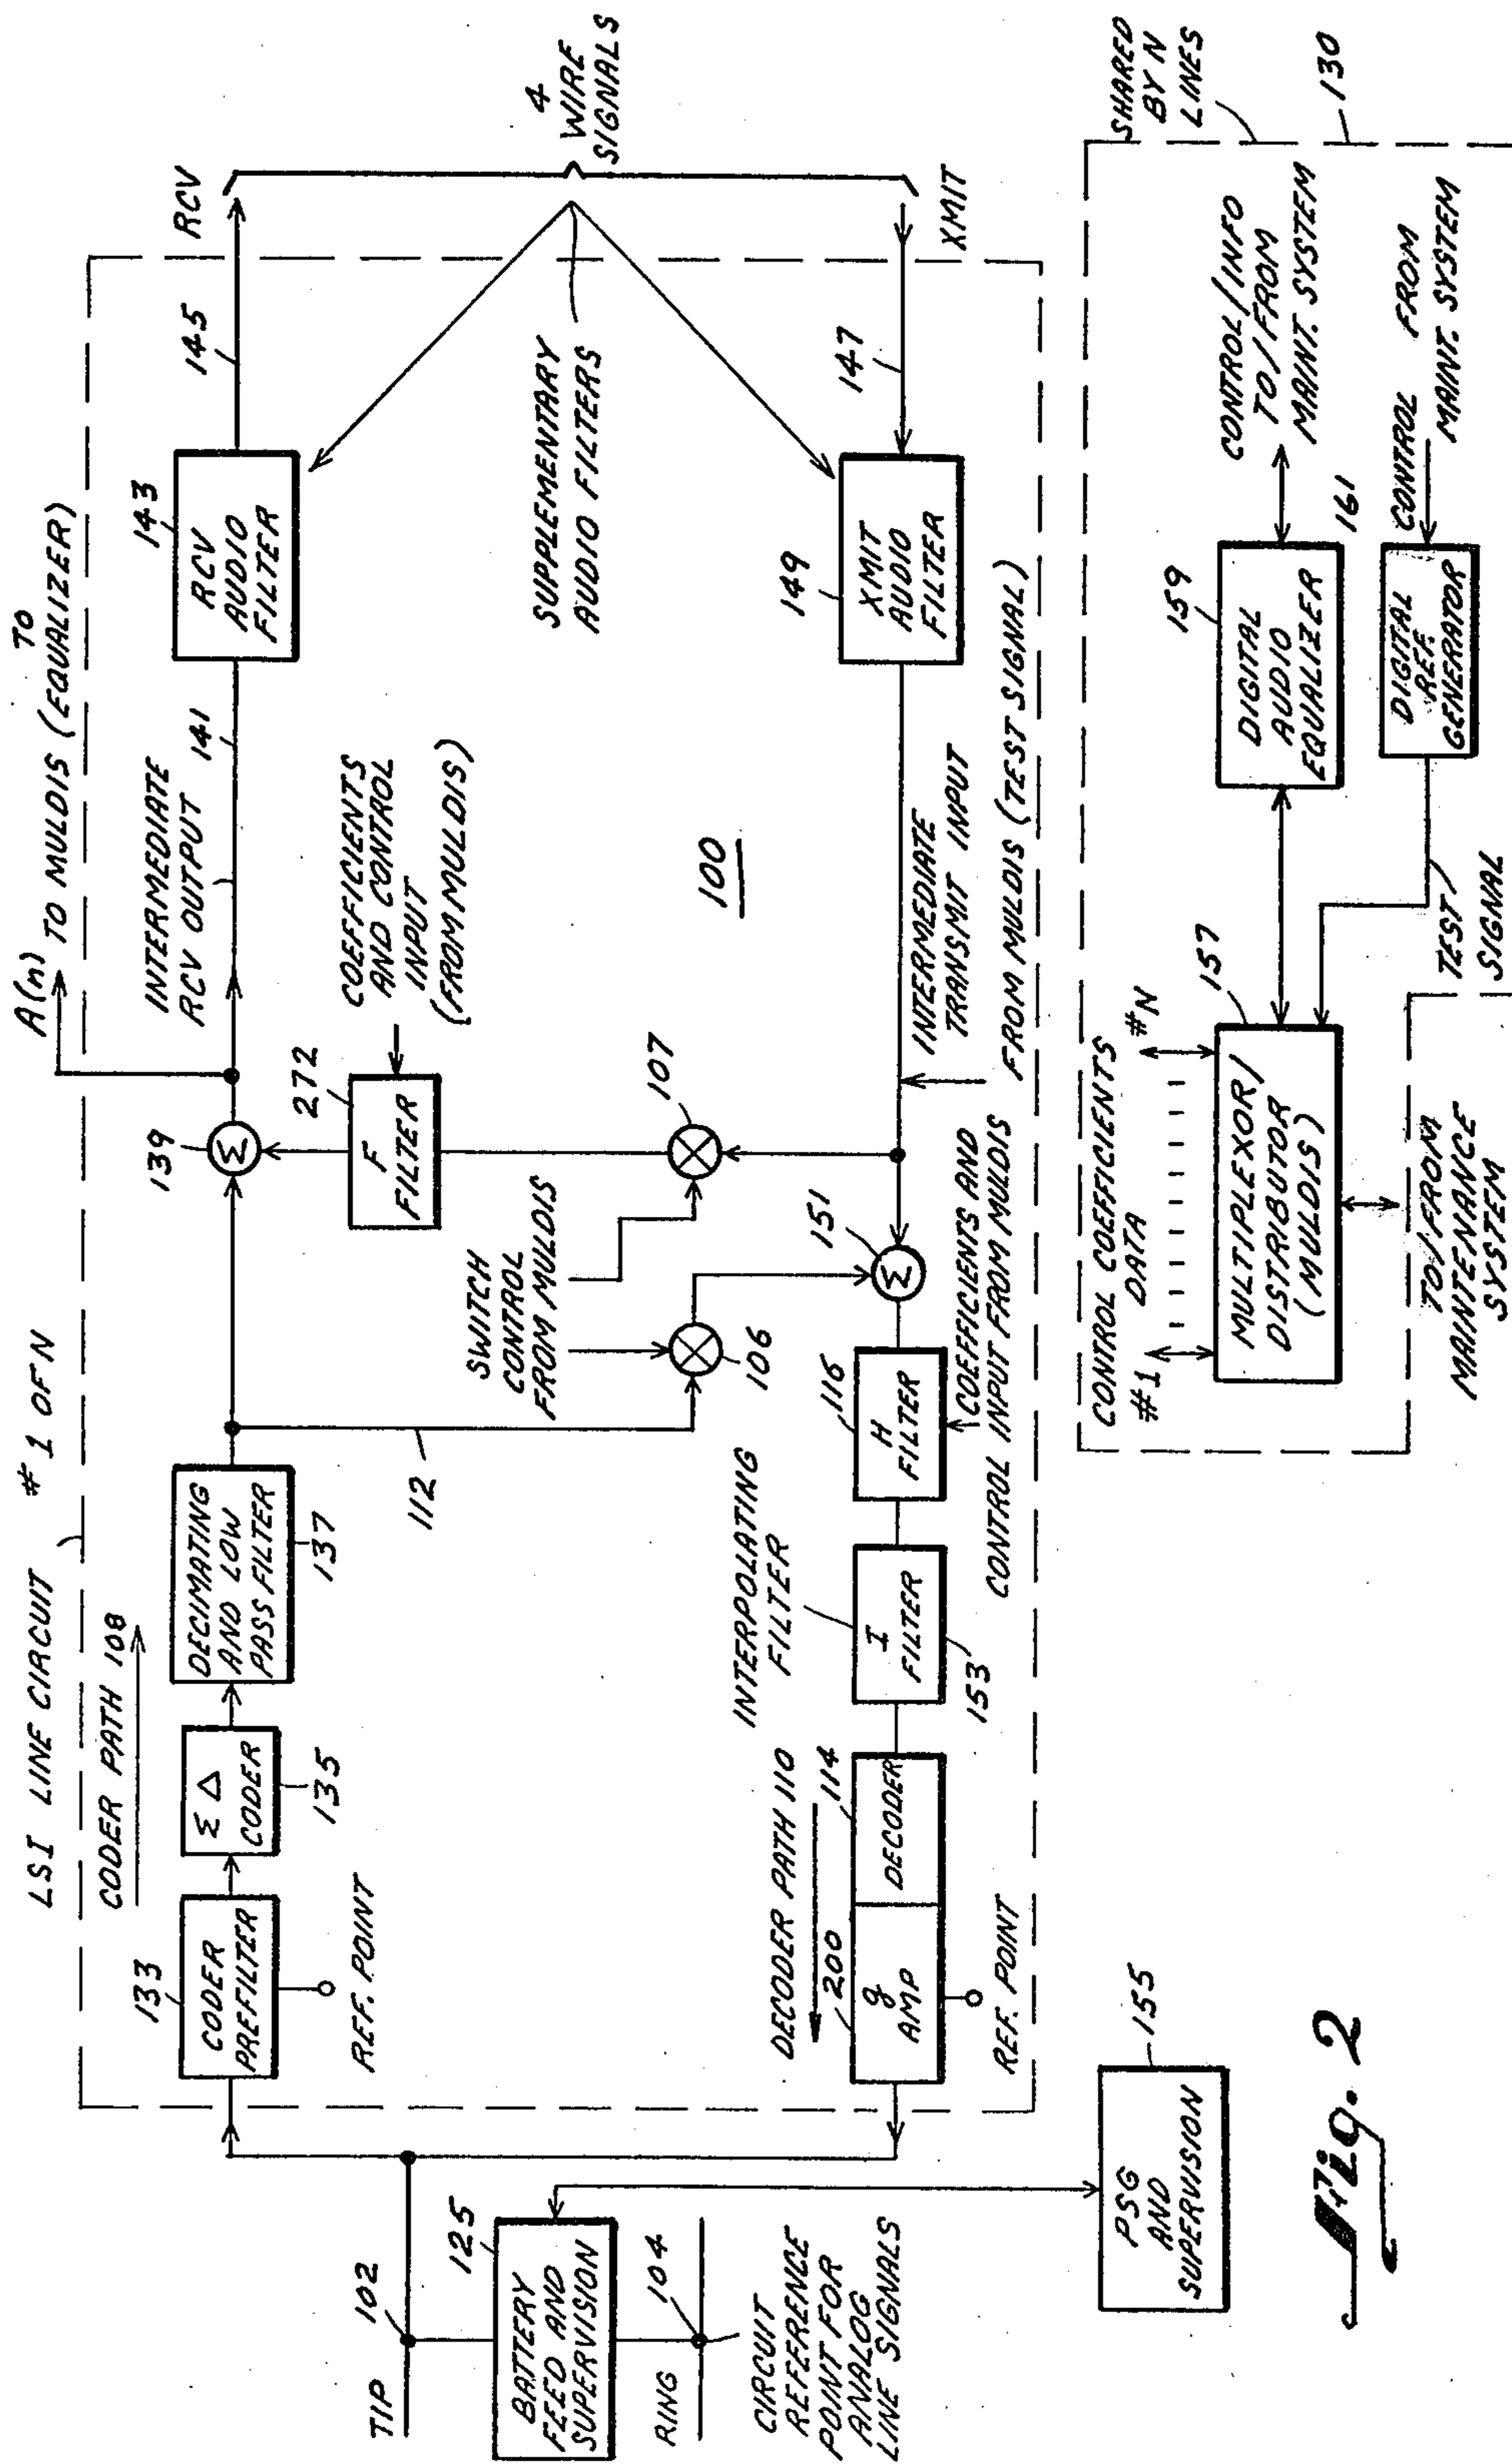 LSI LINE CIRCUIT # 1 OF N
A(n)
TO
TO MULDIS (EQUALIZER)
CODER PATH 108
133
CODER
PREFILTER
REF. POINT
Σ Δ
CODER
135
DECIMATING
AND LOW
PASS FILTER
137
112
139
Σ
INTERMEDIATE
RCV OUTPUT
141
143
RCV
AUDIO
FILTER
145
RCV
4
WIRE
SIGNALS
SUPPLEMENTARY
AUDIO FILTERS
272
F
FILTER
COEFFICIENTS
AND CONTROL
INPUT
(FROM MULDIS)
100
SWITCH
CONTROL
FROM MULDIS
107
106
151
Σ
TIP
102
125
BATTERY
FEED AND
SUPERVISION
RING
104
CIRCUIT
REFERENCE
POINT FOR
ANALOG
LINE SIGNALS
DECODER PATH 110
200
g
AMP
114
DECODER
REF. POINT
INTERPOLATING
FILTER
I
FILTER
153
116
H
FILTER
COEFFICIENTS AND
CONTROL INPUT FROM MULDIS
INTERMEDIATE
TRANSMIT INPUT
FROM MULDIS (TEST SIGNAL)
149
XMIT
AUDIO
FILTER
147
XMIT
155
PSG
AND
SUPERVISION
SHARED
BY N
LINES
130
CONTROL COEFFICIENTS
DATA
#1
#N
157
MULTIPLEXOR/
DISTRIBUTOR
(MULDIS)
TO/FROM
MAINTENANCE
SYSTEM
159
DIGITAL
AUDIO
EQUALIZER
CONTROL/INFO
TO/FROM
MAINT. SYSTEM
161
DIGITAL
REF.
GENERATOR
CONTROL FROM
MAINT. SYSTEM
TEST
SIGNAL
Fig. 2